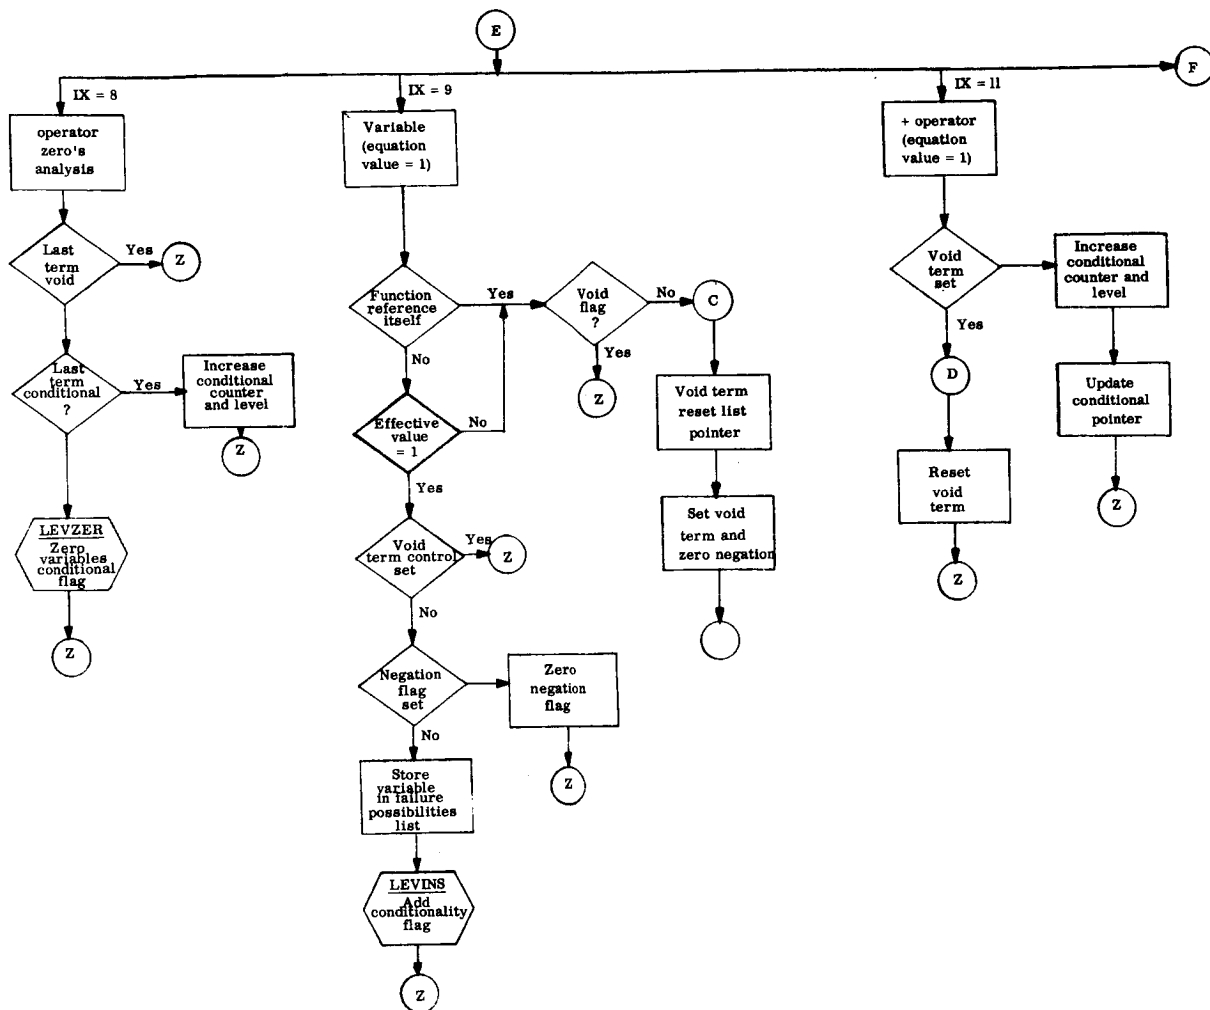 E
F
IX = 8
operator
zero's
analysis
Last
term
void
Yes
Z
Last
term
conditional
?
Yes
Increase
conditional
counter
and level
Z
LEVZER
Zero
variables
conditional
flag
Z
IX = 9
Variable
(equation
value = 1)
Function
reference
itself
Yes
No
Void
flag
?
No
C
Yes
Z
Effective
value
= 1
No
Yes
Void term
reset list
pointer
Set void
term and
zero negation
Void
term control
set
Yes
Z
No
Negation
flag
set
Zero
negation
flag
Z
No
Store
variable
in failure
possibilities
list
LEVINS
Add
conditionality
flag
Z
IX = 11
+ operator
(equation
value = 1)
Void
term
set
Increase
conditional
counter and
level
Yes
D
Update
conditional
pointer
Z
Reset
void
term
Z